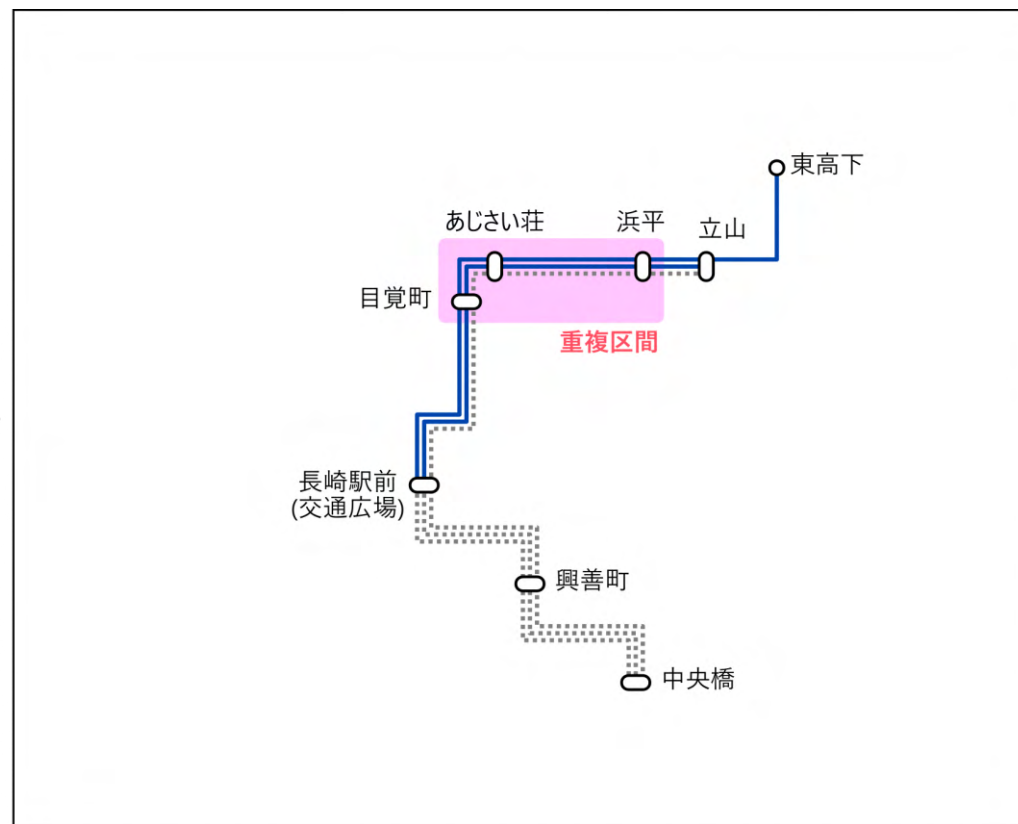 東高下
あじさい荘
浜平
立山
目覚町
重複区間
長崎駅前
(交通広場)
興善町
中央橋